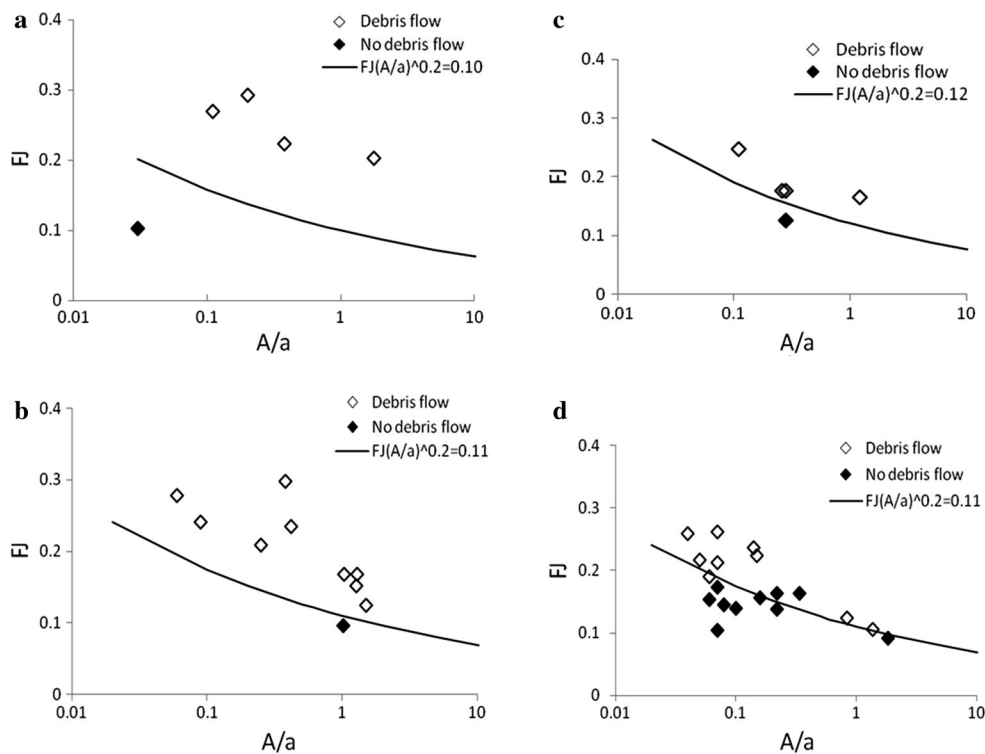 a
Debris flow
No debris flow
FJ(A/a)^0.2=0.10
0.4
0.3
0.2
0.1
0
FJ
0.01 0.1 1 10
A/a
b
Debris flow
No debris flow
FJ(A/a)^0.2=0.11
0.4
0.3
0.2
0.1
0
FJ
0.01 0.1 1 10
A/a
c
Debris flow
No debris flow
FJ(A/a)^0.2=0.12
0.4
0.3
0.2
0.1
0
FJ
0.01 0.1 1 10
A/a
d
Debris flow
No debris flow
FJ(A/a)^0.2=0.11
0.4
0.3
0.2
0.1
0
FJ
0.01 0.1 1 10
A/a